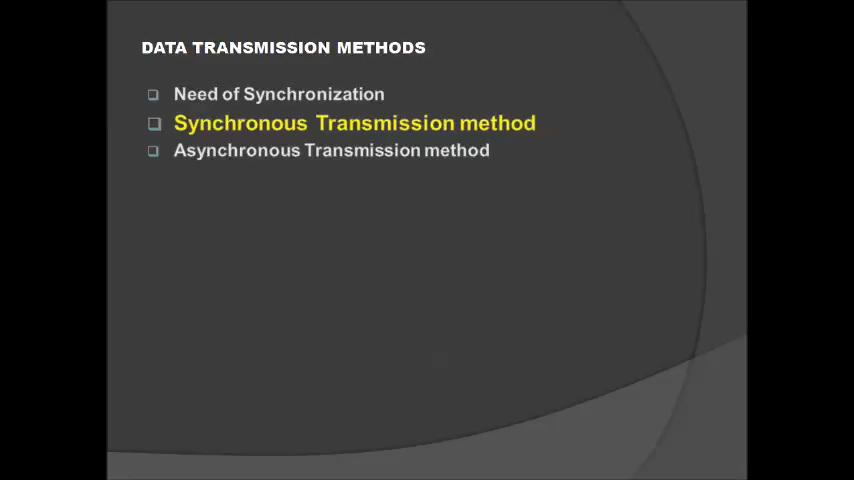 DATA TRANSMISSION METHODS
Need of Synchronization
Synchronous Transmission method
Asynchronous Transmission method